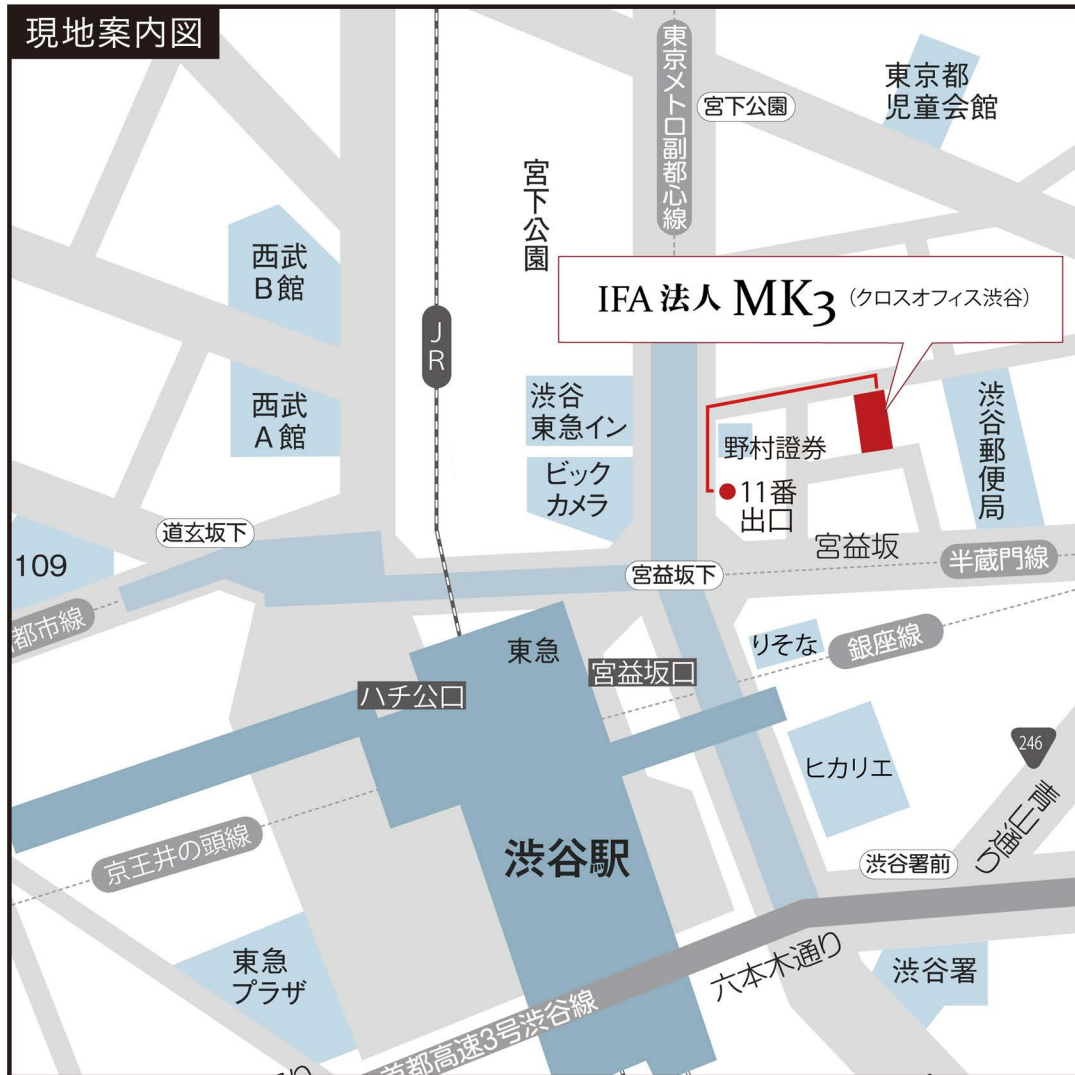 現地案内図
東京メトロ副都心線
宮下公園
東京都
児童会館
宮下公園
西武
B館
JR
IFA 法人 MK3 (クロスオフィス渋谷)
西武
A館
渋谷
東急イン
野村證券
渋谷郵便局
ビック
カメラ
11番
出口
道玄坂下
宮益坂
109
宮益坂下
半蔵門線
都市線
東急
りそな
銀座線
ハチ公口
宮益坂口
246
ヒカリエ
青山通り
京王井の頭線
渋谷駅
渋谷署前
東急
プラザ
六本木通り
渋谷署
首都高速3号渋谷線
り